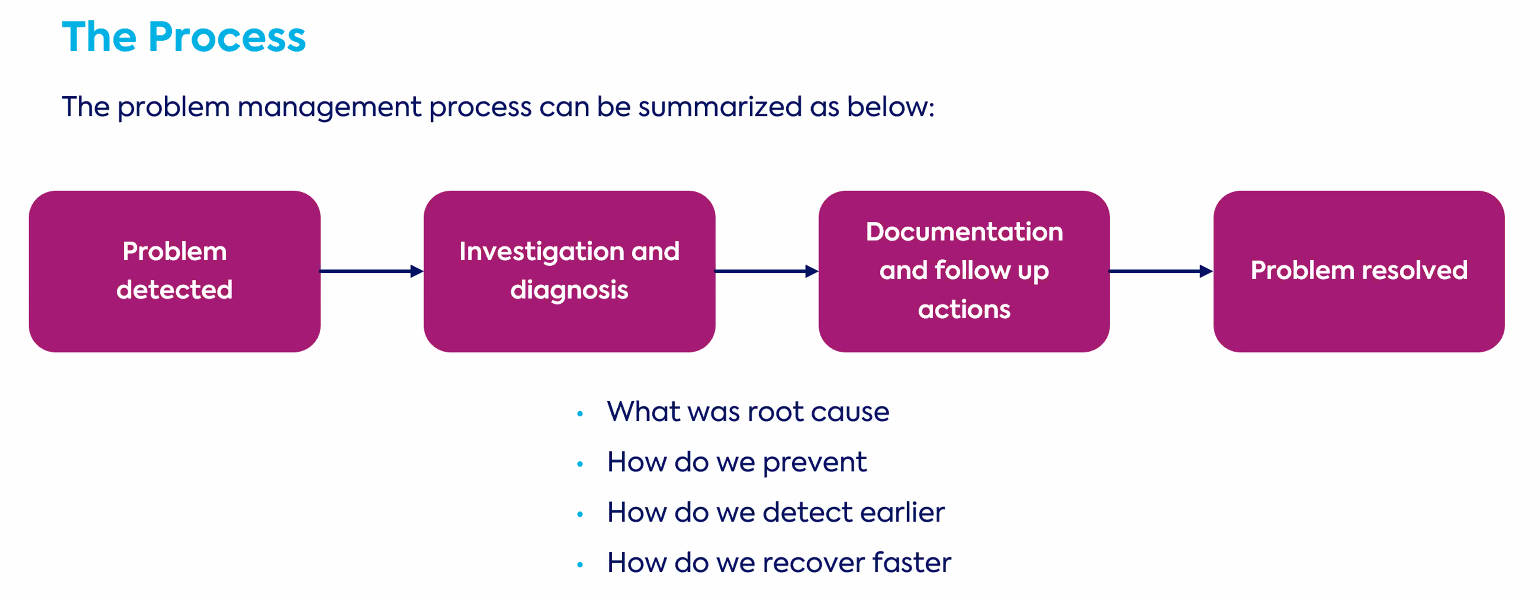 The Process
The problem management process can be summarized as below:
Problem
detected
Investigation and
diagnosis
Documentation
and follow up
actions
Problem resolved
• What was root cause
• How do we prevent
• How do we detect earlier
• How do we recover faster